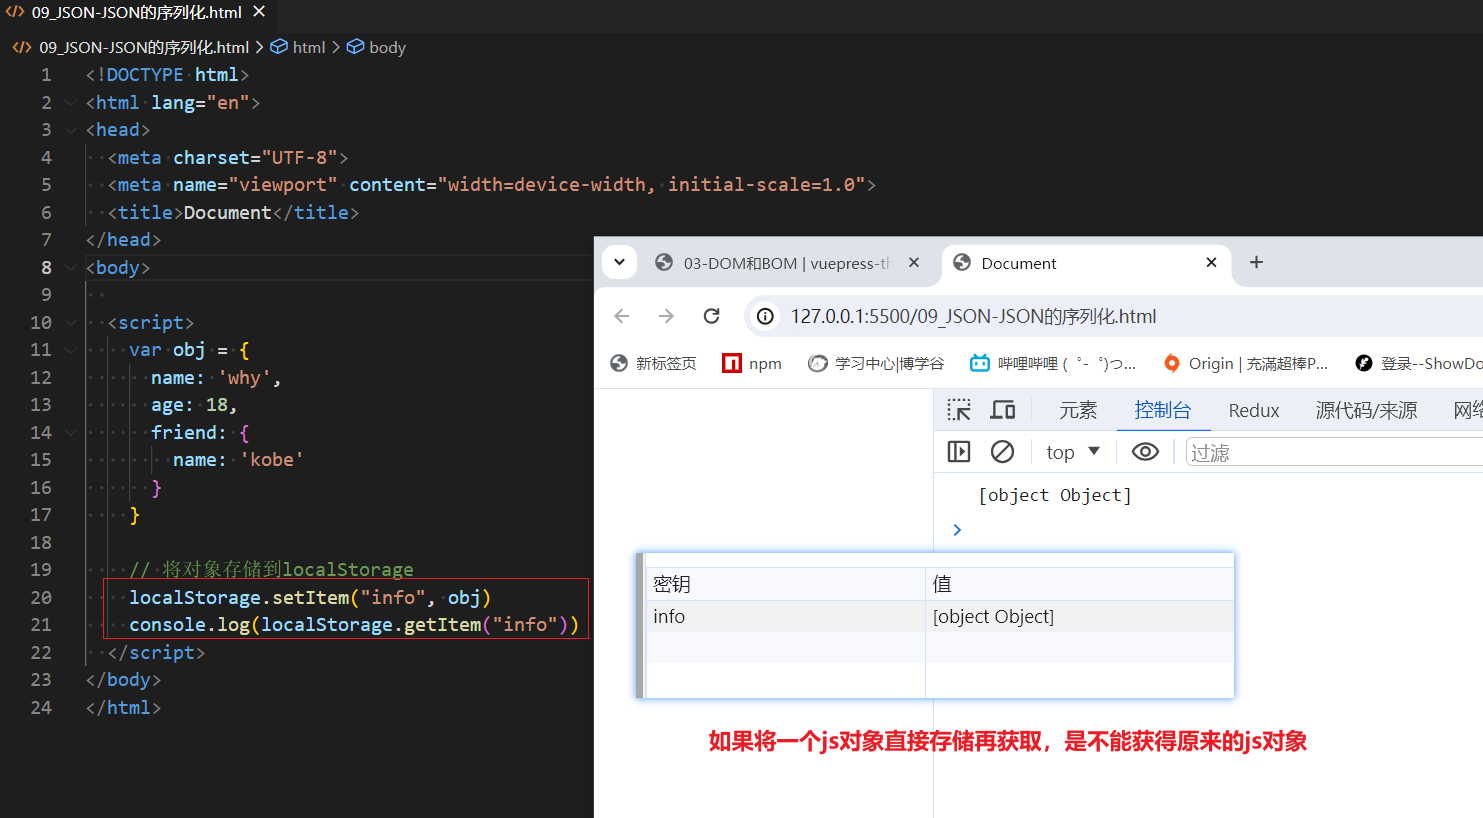 09_JSON-JSON的序列化.html
09_JSON-JSON的序列化.html > html > body
1 <!DOCTYPE html>
2 <html lang="en">
3 <head>
4 <meta charset="UTF-8">
5 <meta name="viewport" content="width=device-width, initial-scale=1.0">
6 <title>Document</title>
7 </head>
8 <body>
9
10 <script>
11 var obj = {
12 name: 'why',
13 age: 18,
14 friend: {
15 name: 'kobe'
16 }
17 }
18
19 // 将对象存储到localStorage
20 localStorage.setItem("info", obj)
21 console.log(localStorage.getItem("info"))
22 </script>
23 </body>
24 </html>
03-DOM和BOM | vuepress-th
Document
127.0.0.1:5500/09_JSON-JSON的序列化.html
新标签页 npm 学习中心|博学谷 哔哩哔哩 ( ゜- ゜)つ... Origin | 充满超棒P... 登录--ShowDo
元素 控制台 Redux 源代码/来源 网络
top 过滤
[object Object]
密钥 值
info [object Object]
如果将一个js对象直接存储再获取，是不能获得原来的js对象